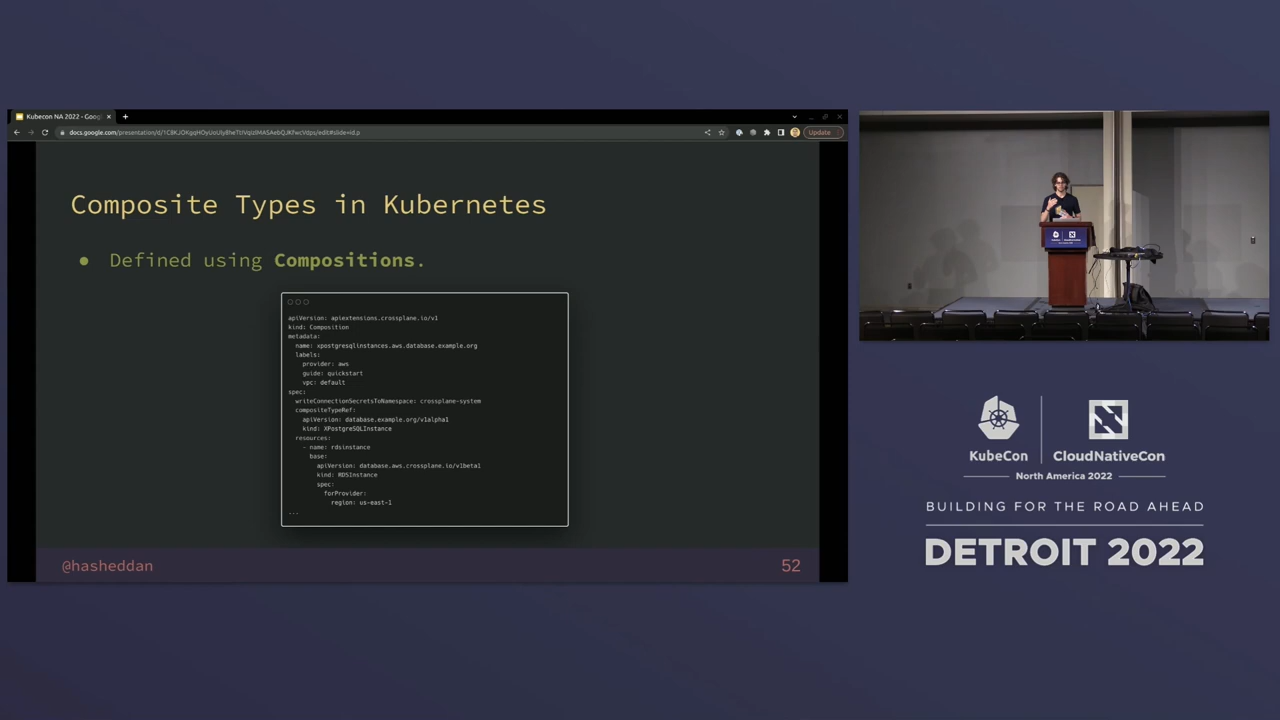 Kubecon NA 2022 - Goog
Update
Composite Types in Kubernetes
● Defined using Compositions.
apiVersion: apiextensions.crossplane.io/v1
kind: Composition
metadata:
  name: xpostgresqlinstances.aws.database.example.org
  labels:
    provider: aws
    guide: quickstart
    vpc: default
spec:
  writeConnectionSecretsToNamespace: crossplane-system
  compositeTypeRef:
    apiVersion: database.example.org/v1alpha1
    kind: XPostgreSQLInstance
  resources:
    - name: rdsinstance
      base:
        apiVersion: database.aws.crossplane.io/v1beta1
        kind: RDSInstance
        spec:
          forProvider:
            region: us-east-1
...
@hasheddan
52
KubeCon
CloudNativeCon
North America 2022
BUILDING FOR THE ROAD AHEAD
DETROIT 2022